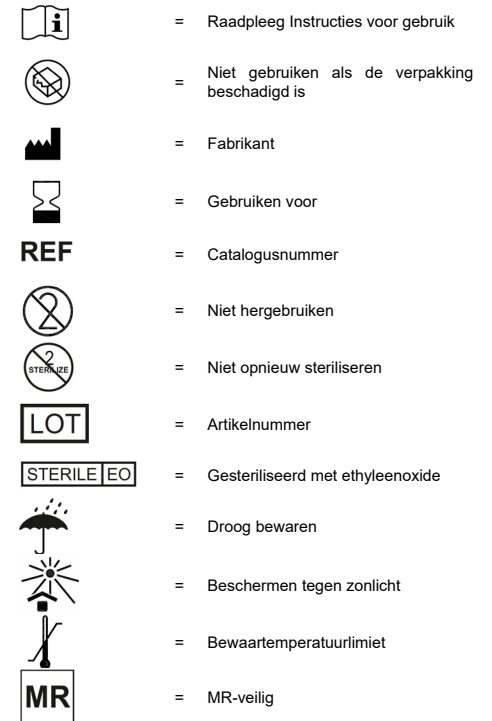 i = Raadpleeg Instructies voor gebruik
= Niet gebruiken als de verpakking
beschadigd is
= Fabrikant
= Gebruiken voor
REF = Catalogusnummer
2 = Niet hergebruiken
2
STERILIZE = Niet opnieuw steriliseren
LOT = Artikelnummer
STERILE EO = Gesteriliseerd met ethyleenoxide
= Droog bewaren
= Beschermen tegen zonlicht
= Bewaartemperatuurlimiet
MR = MR-veilig